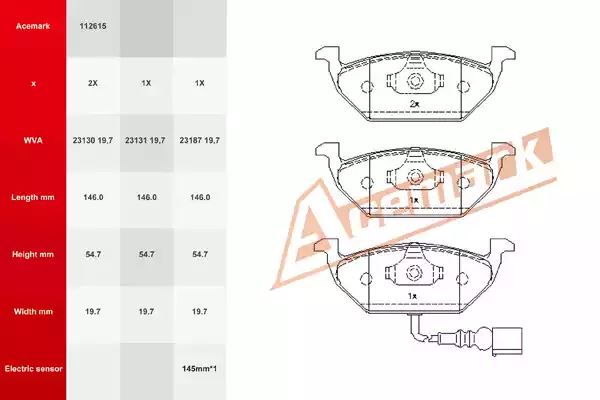 Acemark 112615
x 2X 1X 1X
WVA 23130 19,7 23131 19,7 23187 19,7
Length mm 146.0 146.0 146.0
Height mm 54.7 54.7 54.7
Width mm 19.7 19.7 19.7
Electric sensor 145mm*1
2x
1x
1x
Acemark